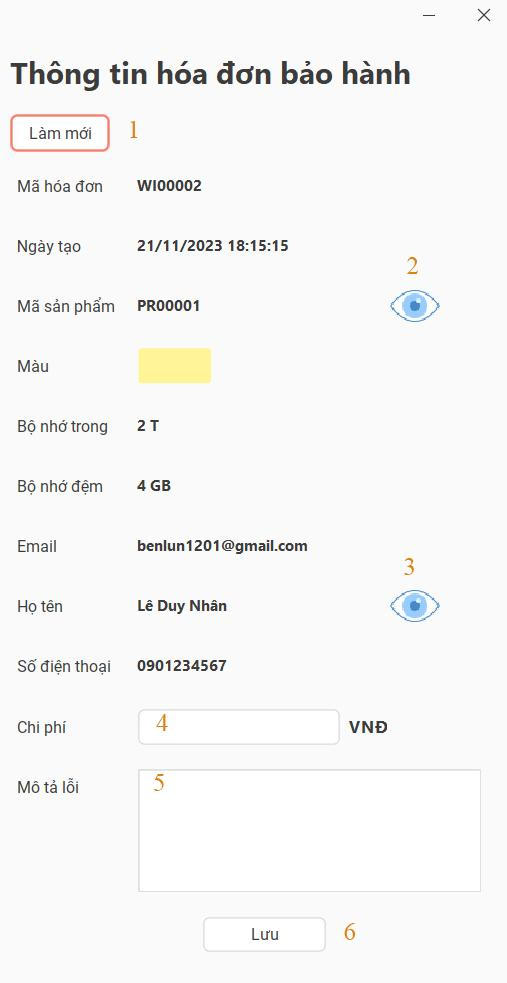 Thông tin hóa đơn bảo hành
Làm mới 1
Mã hóa đơn WI00002
Ngày tạo 21/11/2023 18:15:15
2
Mã sản phẩm PR00001
Màu
Bộ nhớ trong 2 T
Bộ nhớ đệm 4 GB
Email benlun1201@gmail.com
3
Họ tên Lê Duy Nhân
Số điện thoại 0901234567
Chi phí 4 VNĐ
Mô tả lỗi 5
Lưu 6